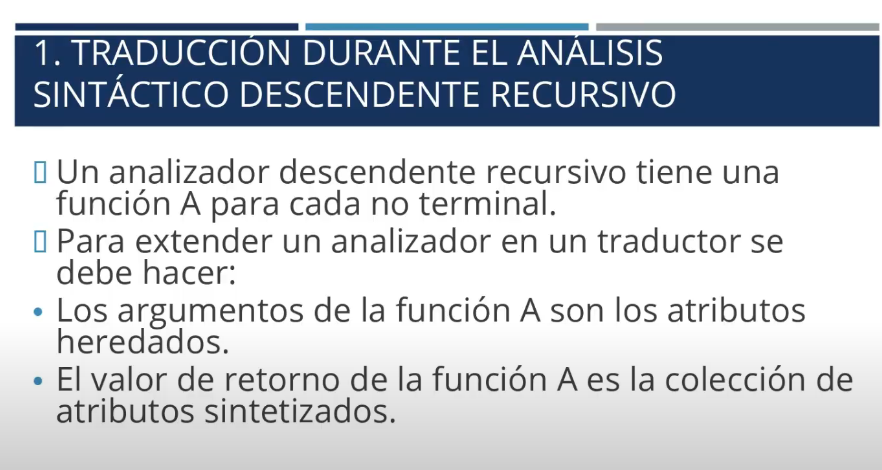 1. TRADUCCIÓN DURANTE EL ANÁLISIS
SINTÁCTICO DESCENDENTE RECURSIVO
▯ Un analizador descendente recursivo tiene una
función A para cada no terminal.
▯ Para extender un analizador en un traductor se
debe hacer:
• Los argumentos de la función A son los atributos
heredados.
• El valor de retorno de la función A es la colección de
atributos sintetizados.